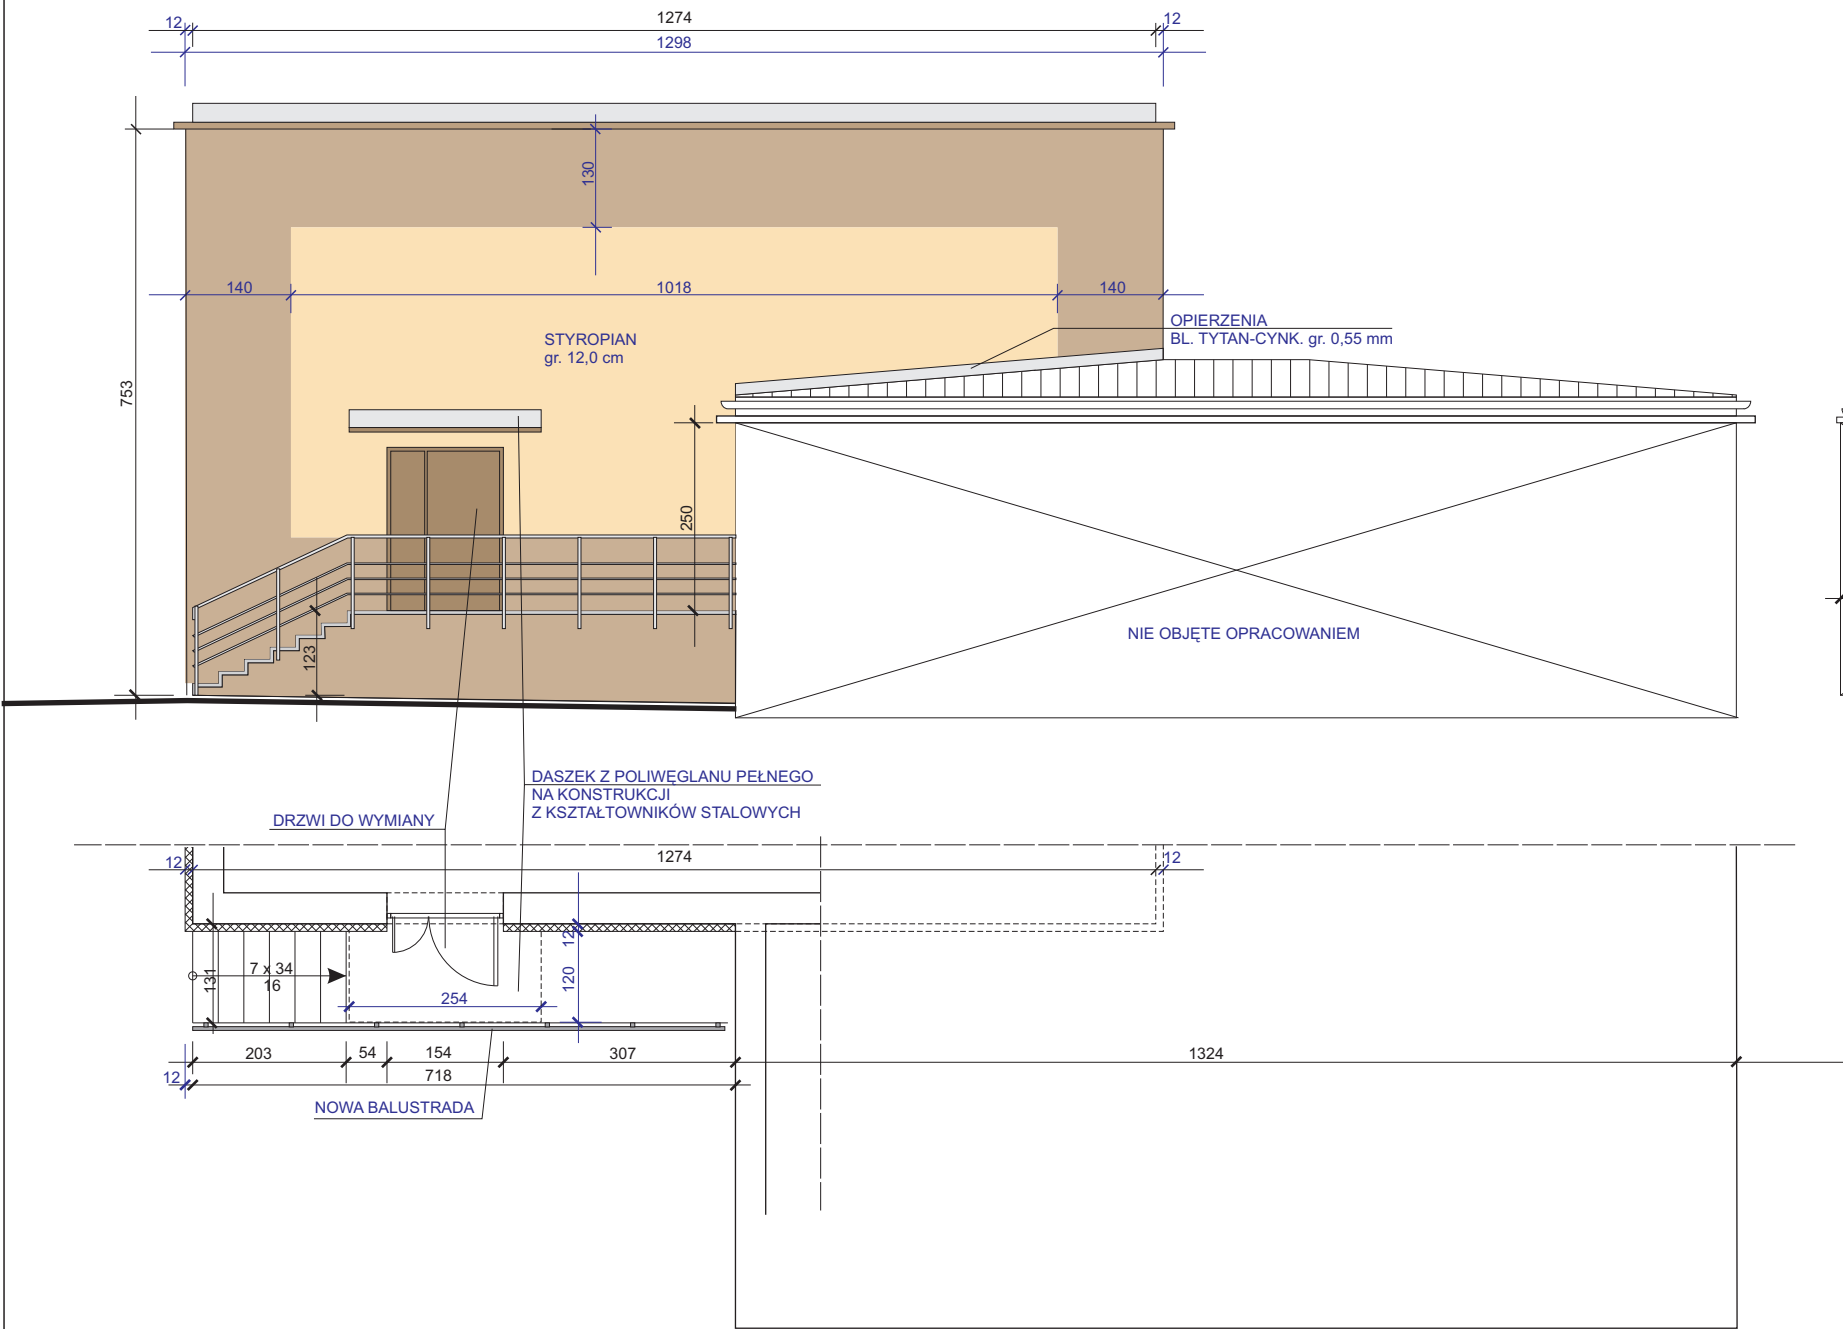 12 1274 12
1298
130
140 1018 140
OPIERZENIA
BL. TYTAN-CYNK. gr. 0,55 mm
STYROPIAN
gr. 12,0 cm
753
250
NIE OBJĘTE OPRACOWANIEM
123
DASZEK Z POLIWĘGLANU PEŁNEGO
NA KONSTRUKCJI
Z KSZTAŁTOWNIKÓW STALOWYCH
DRZWI DO WYMIANY
12 1274 12
12
7 x 34
16
131
120
254
203 54 154 307 1324
12 718
NOWA BALUSTRADA